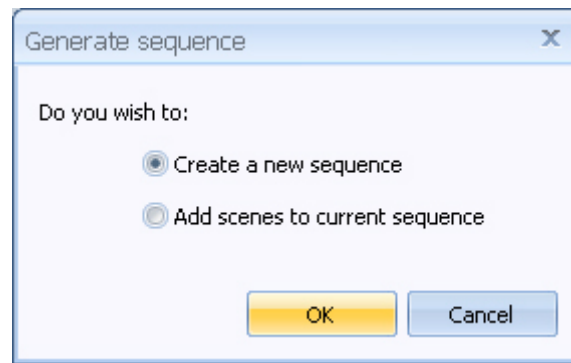 Generate sequence
Do you wish to:
Create a new sequence
Add scenes to current sequence
OK Cancel